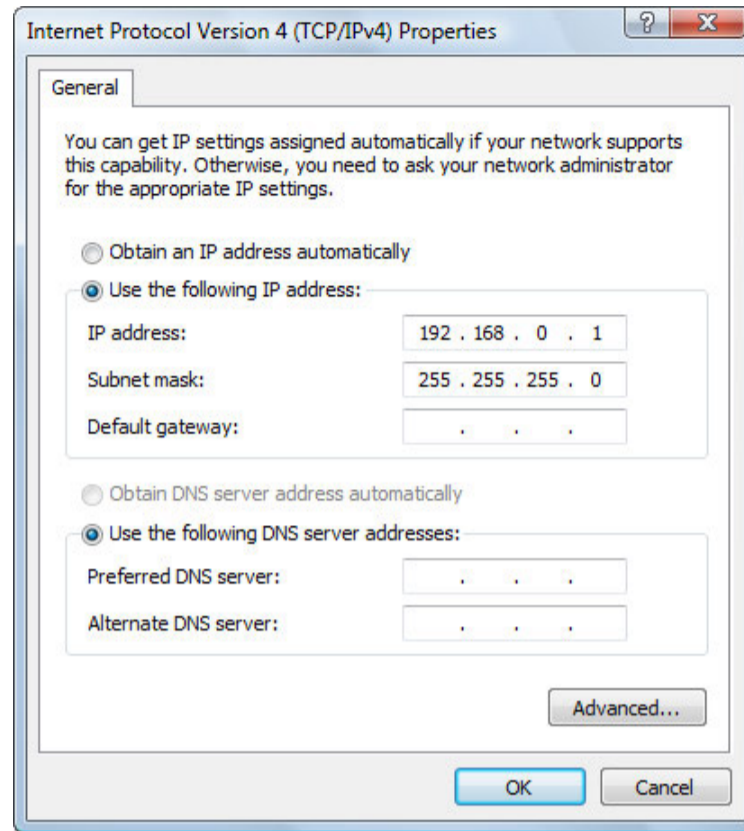 Internet Protocol Version 4 (TCP/IPv4) Properties
General
You can get IP settings assigned automatically if your network supports
this capability. Otherwise, you need to ask your network administrator
for the appropriate IP settings.
Obtain an IP address automatically
Use the following IP address:
IP address: 192 . 168 . 0 . 1
Subnet mask: 255 . 255 . 255 . 0
Default gateway: . . .
Obtain DNS server address automatically
Use the following DNS server addresses:
Preferred DNS server: . . .
Alternate DNS server: . . .
Advanced...
OK Cancel